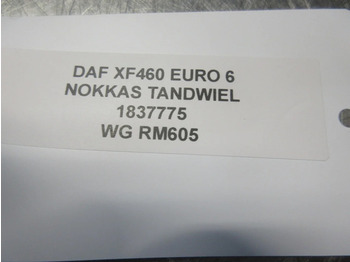 DAF XF460 EURO 6
NOKKAS TANDWIEL
1837775
WG RM605